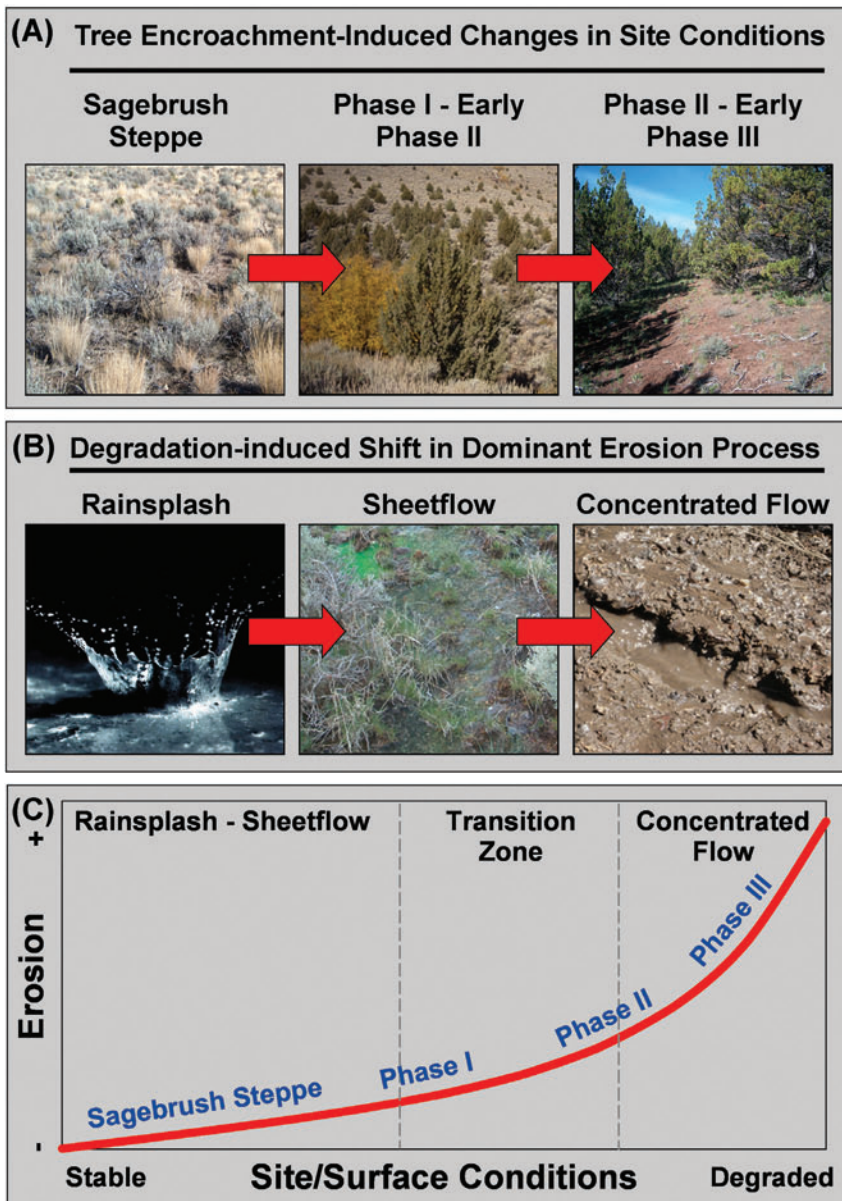 (A) Tree Encroachment-Induced Changes in Site Conditions
Sagebrush
Steppe
Phase I - Early
Phase II
Phase II - Early
Phase III
(B) Degradation-induced Shift in Dominant Erosion Process
Rainsplash
Sheetflow
Concentrated Flow
(C)
Rainsplash - Sheetflow
Transition
Zone
Concentrated
Flow
+
Erosion
-
Sagebrush Steppe
Phase I
Phase II
Phase III
Stable
Site/Surface Conditions
Degraded